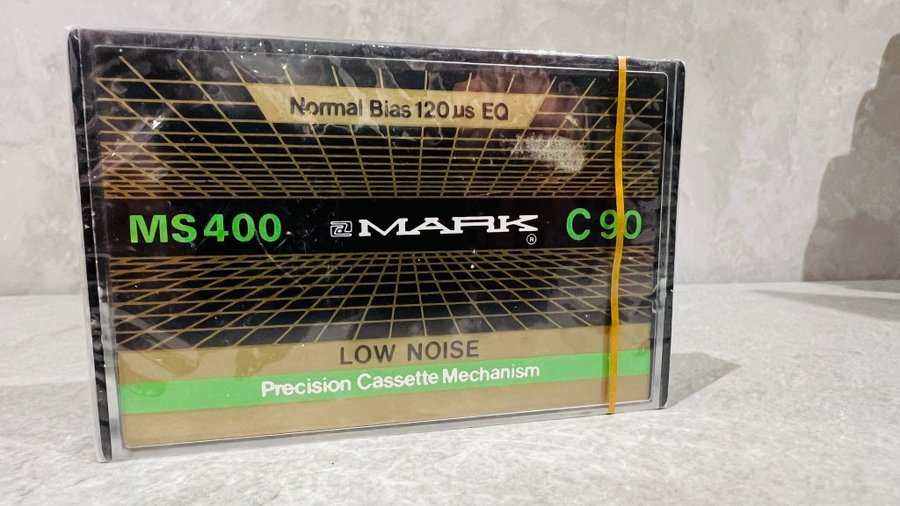 Normal Bias 120 µs EQ
MS400 a MARK ® C90
LOW NOISE
Precision Cassette Mechanism